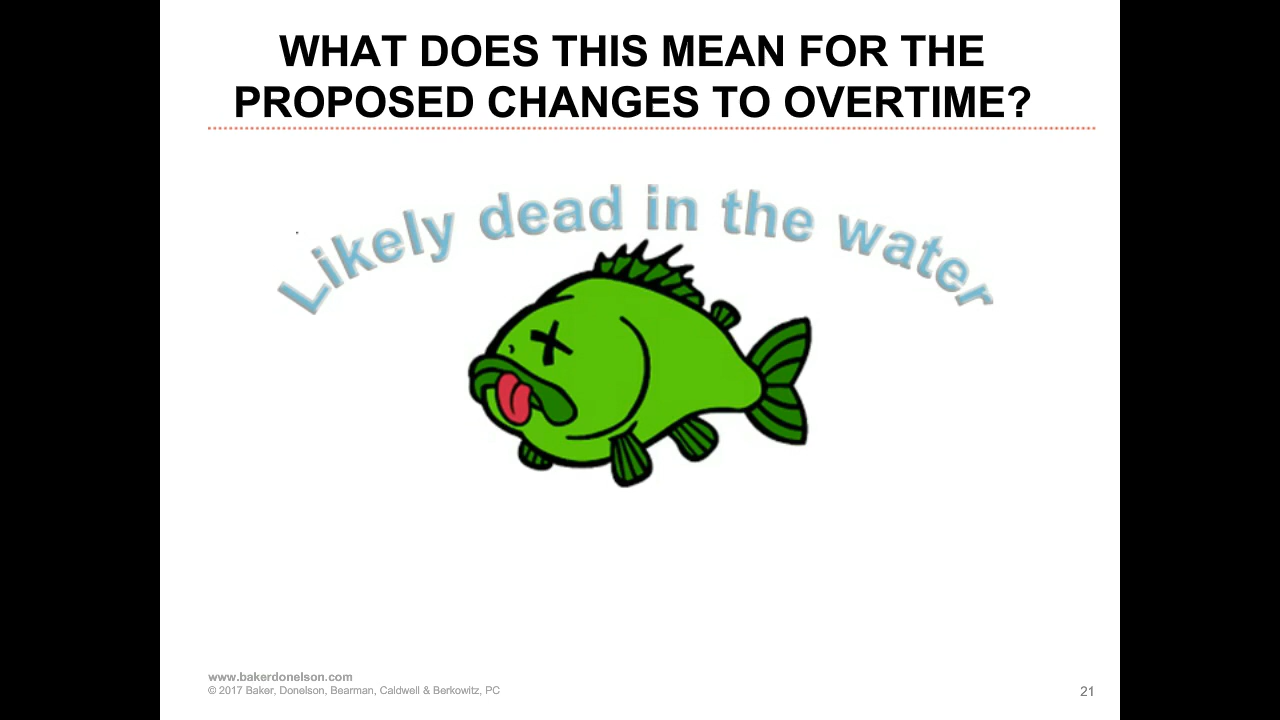 WHAT DOES THIS MEAN FOR THE
PROPOSED CHANGES TO OVERTIME?
Likely dead in the water
www.bakerdonelson.com
© 2017 Baker, Donelson, Bearman, Caldwell & Berkowitz, PC
21